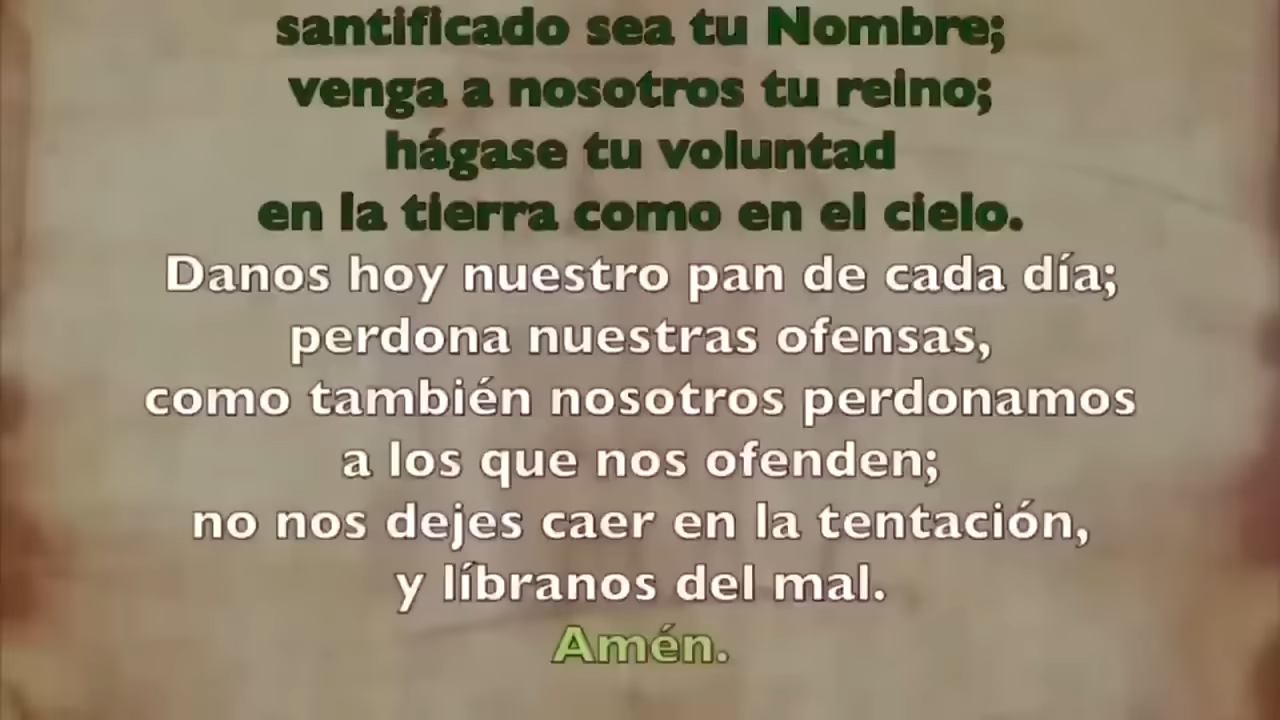 santificado sea tu Nombre;
venga a nosotros tu reino;
hágase tu voluntad
en la tierra como en el cielo.
Danos hoy nuestro pan de cada día;
perdona nuestras ofensas,
como también nosotros perdonamos
a los que nos ofenden;
no nos dejes caer en la tentación,
y líbranos del mal.
Amén.